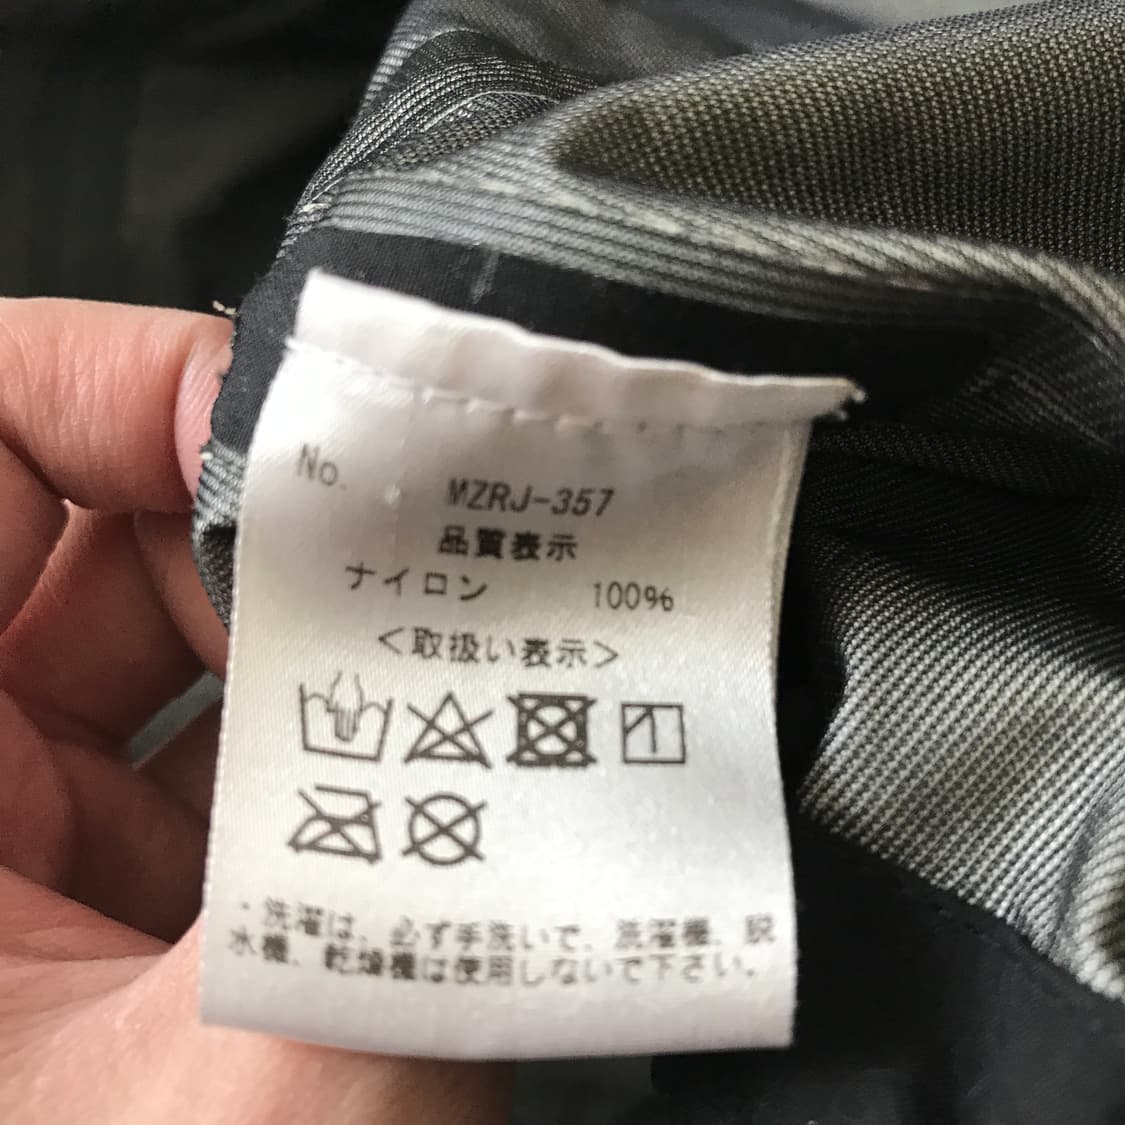 No. MZRJ-357
品質表示
ナイロン 100%
<取扱い表示>
・洗濯は、必ず手洗いで、洗濯機、脱
水機、乾燥機は使用しないで下さい。